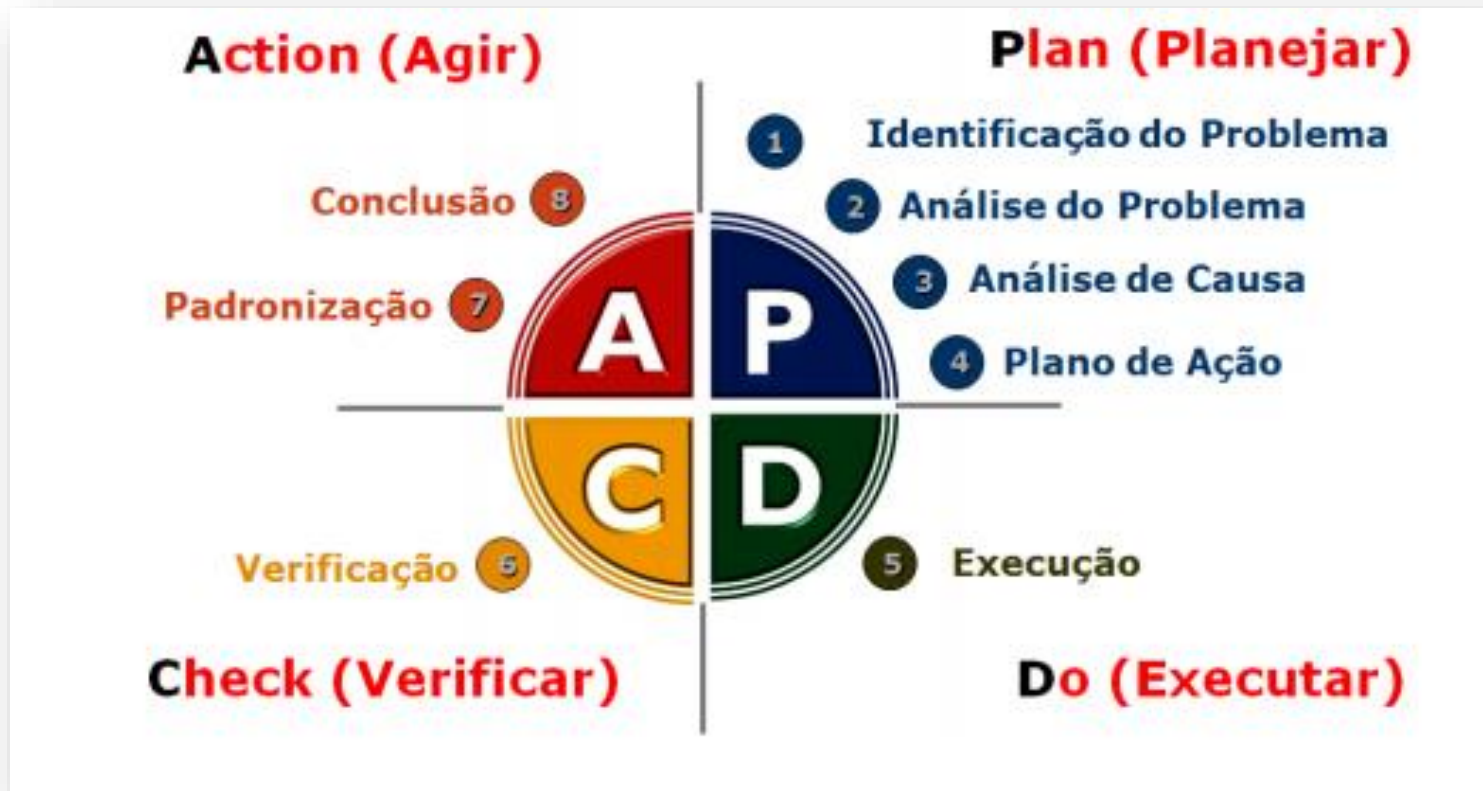 Action (Agir)
Plan (Planejar)
1 Identificação do Problema
2 Análise do Problema
3 Análise de Causa
4 Plano de Ação
Conclusão 8
Padronização 7
A P
C D
Verificação 6
5 Execução
Check (Verificar)
Do (Executar)